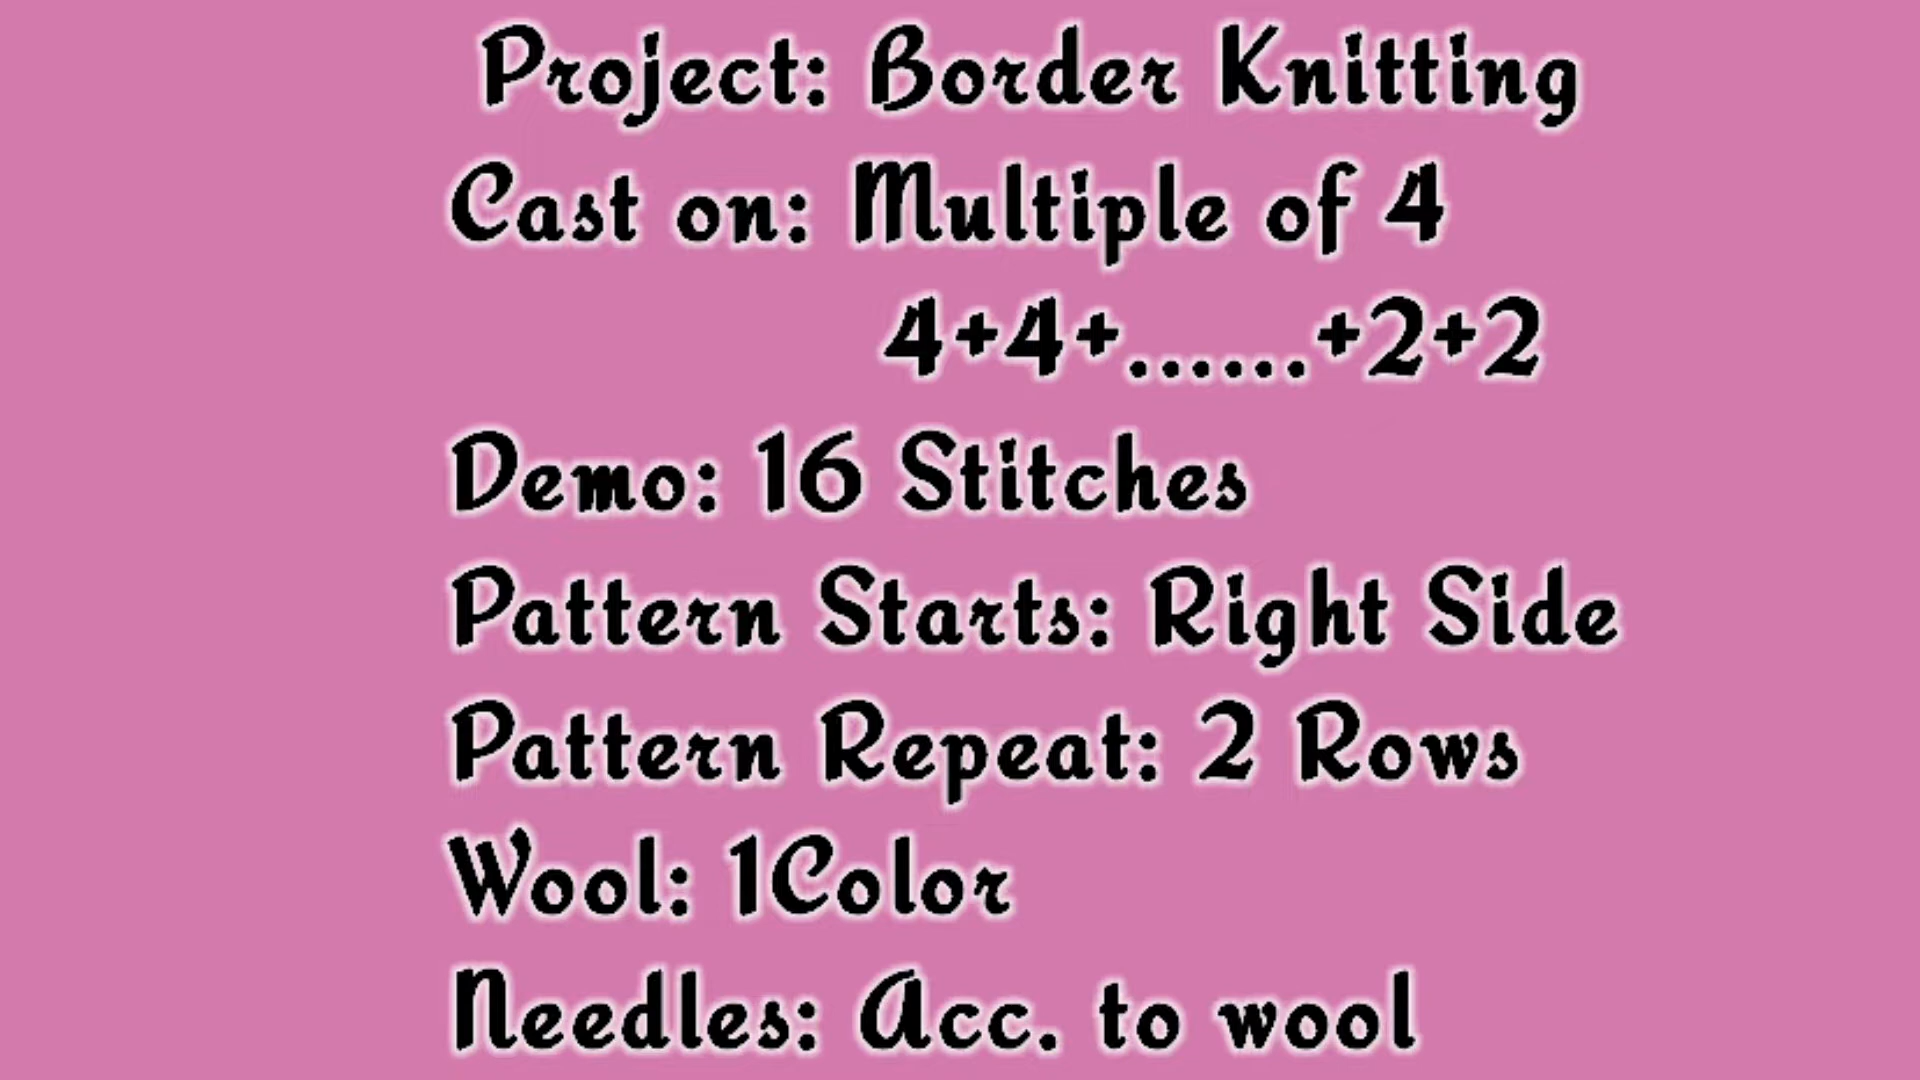 Project: Border Knitting
Cast on: Multiple of 4
4+4+......+2+2
Demo: 16 Stitches
Pattern Starts: Right Side
Pattern Repeat: 2 Rows
Wool: 1Color
Needles: Acc. to wool